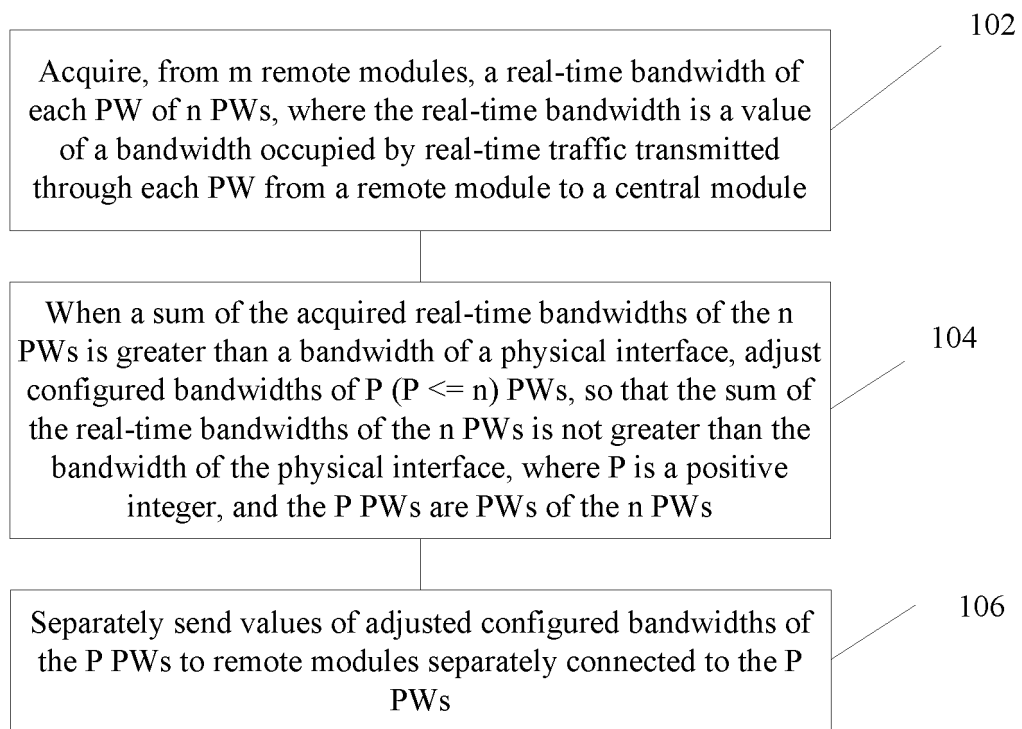 102
Acquire, from m remote modules, a real-time bandwidth of
each PW of n PWs, where the real-time bandwidth is a value
of a bandwidth occupied by real-time traffic transmitted
through each PW from a remote module to a central module
When a sum of the acquired real-time bandwidths of the n
PWs is greater than a bandwidth of a physical interface, adjust
configured bandwidths of P (P <= n) PWs, so that the sum of
the real-time bandwidths of the n PWs is not greater than the
bandwidth of the physical interface, where P is a positive
integer, and the P PWs are PWs of the n PWs
104
Separately send values of adjusted configured bandwidths of
the P PWs to remote modules separately connected to the P
PWs
106